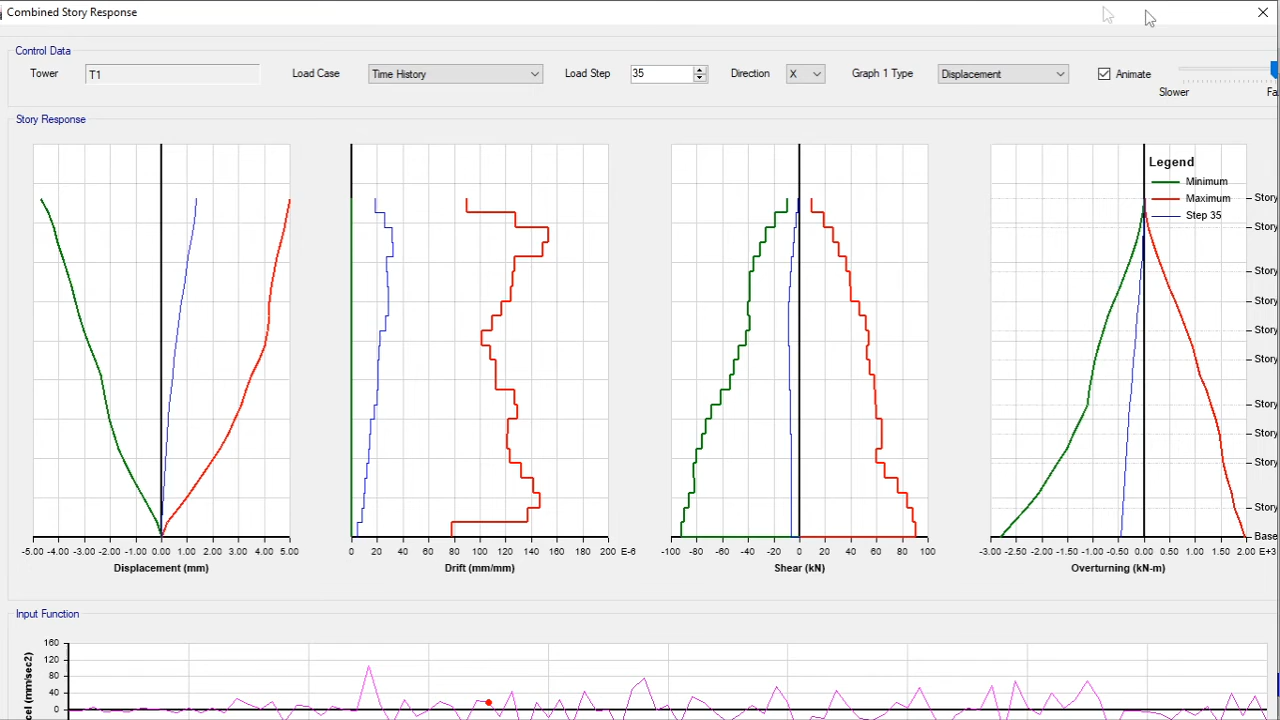 Combined Story Response
Control Data
Tower T1 Load Case Time History Load Step 35 Direction X Graph 1 Type Displacement Animate
Slower Fa
Story Response
Legend
Minimum
Maximum
Step 35
Story
Story
Story
Story
Story
Story
Story
Story
Story
Base
-5.00 -4.00 -3.00 -2.00 -1.00 0.00 1.00 2.00 3.00 4.00 5.00
Displacement (mm)
0 20 40 60 80 100 120 140 160 180 200 E-6
Drift (mm/mm)
-100 -80 -60 -40 -20 0 20 40 60 80 100
Shear (kN)
-3.00 -2.50 -2.00 -1.50 -1.00 -0.50 0.00 0.50 1.00 1.50 2.00 E+3
Overturning (kN-m)
Input Function
160
120
80
40
0
cel (mm/sec2)